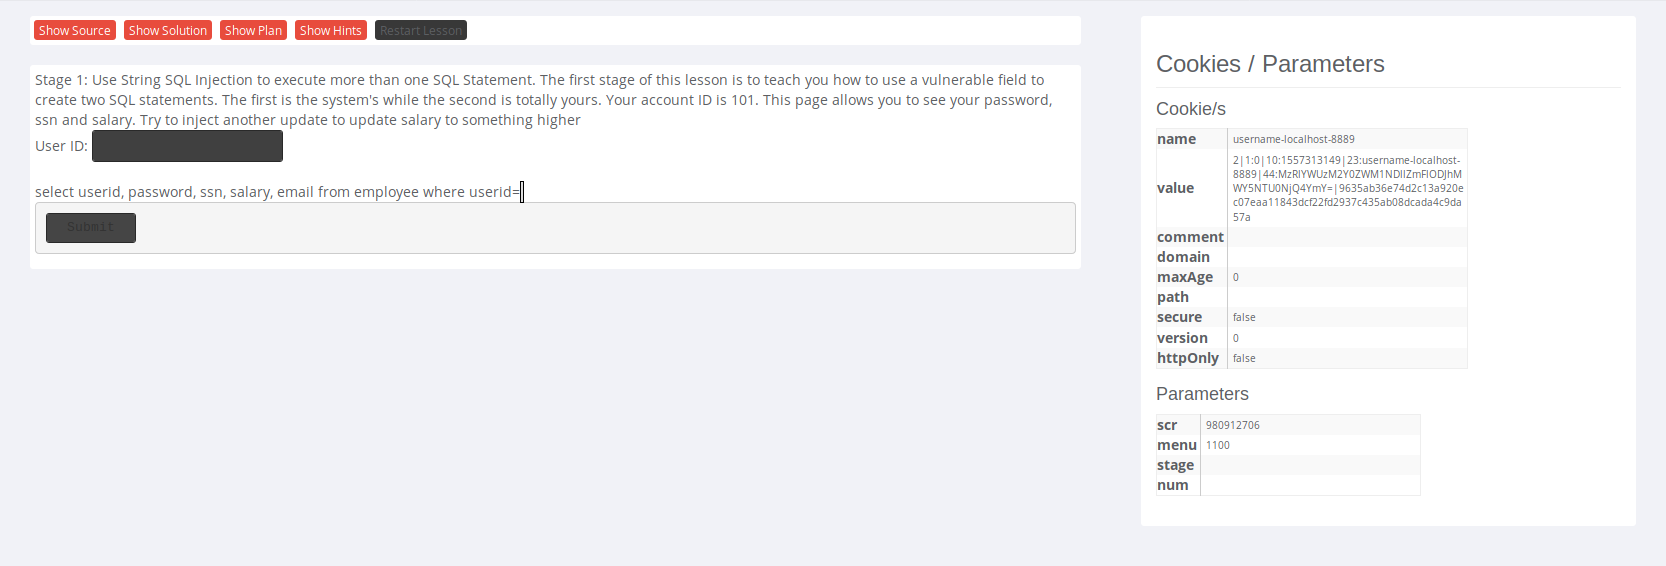 Show Source Show Solution Show Plan Show Hints Restart Lesson
Stage 1: Use String SQL Injection to execute more than one SQL Statement. The first stage of this lesson is to teach you how to use a vulnerable field to
create two SQL statements. The first is the system's while the second is totally yours. Your account ID is 101. This page allows you to see your password,
ssn and salary. Try to inject another update to update salary to something higher
User ID:
select userid, password, ssn, salary, email from employee where userid=
Submit
Cookies / Parameters
Cookie/s
name username-localhost-8889
value 2|1:0|10:1557313149|23:username-localhost-
8889|44:MzRlYWUzM2Y0ZWM1NDllZmFlODJhM
WY5NTU0NjQ4YmY=|9635ab36e74d2c13a920e
c07eaa11843dcf22fd2937c435ab08dcada4c9da
57a
comment
domain
maxAge 0
path
secure false
version 0
httpOnly false
Parameters
scr 980912706
menu 1100
stage
num